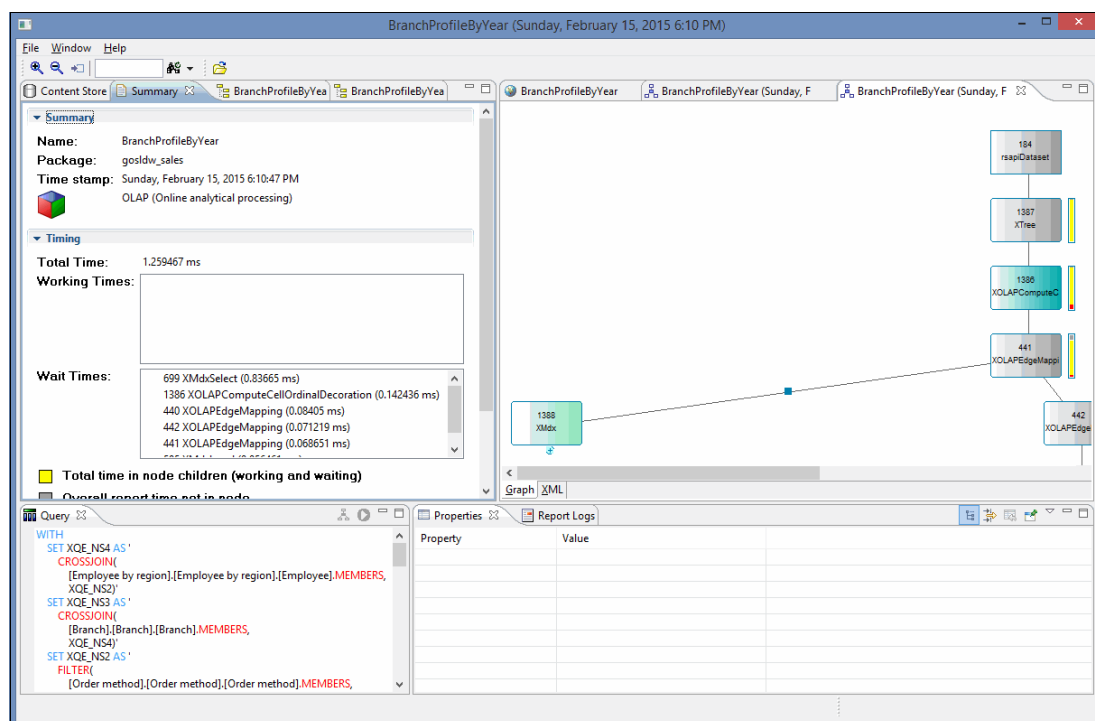 BranchProfileByYear (Sunday, February 15, 2015 6:10 PM)
File Window Help
Content Store Summary BranchProfileByYea BranchProfileByYea
Summary
Name: BranchProfileByYear
Package: gosldw_sales
Time stamp: Sunday, February 15, 2015 6:10:47 PM
OLAP (Online analytical processing)
Timing
Total Time: 1.259467 ms
Working Times:
Wait Times:
699 XMdxSelect (0.83665 ms)
1386 XOLAPComputeCellOrdinalDecoration (0.142436 ms)
440 XOLAPEdgeMapping (0.08405 ms)
442 XOLAPEdgeMapping (0.071219 ms)
441 XOLAPEdgeMapping (0.068651 ms)
Total time in node children (working and waiting)
Overall report time not in node
BranchProfileByYear BranchProfileByYear (Sunday, F BranchProfileByYear (Sunday, F
184
rsapiDataset
1387
XTree
1386
XOLAPComputeC
441
XOLAPEdgeMappi
1388
XMdx
442
XOLAPEdge
Graph XML
Query
WITH
SET XQE_NS4 AS '
CROSSJOIN(
[Employee by region].[Employee by region].[Employee].MEMBERS,
XQE_NS2)'
SET XQE_NS3 AS '
CROSSJOIN(
[Branch].[Branch].[Branch].MEMBERS,
XQE_NS4)'
SET XQE_NS2 AS '
FILTER(
[Order method].[Order method].[Order method].MEMBERS,
Properties Report Logs
Property Value